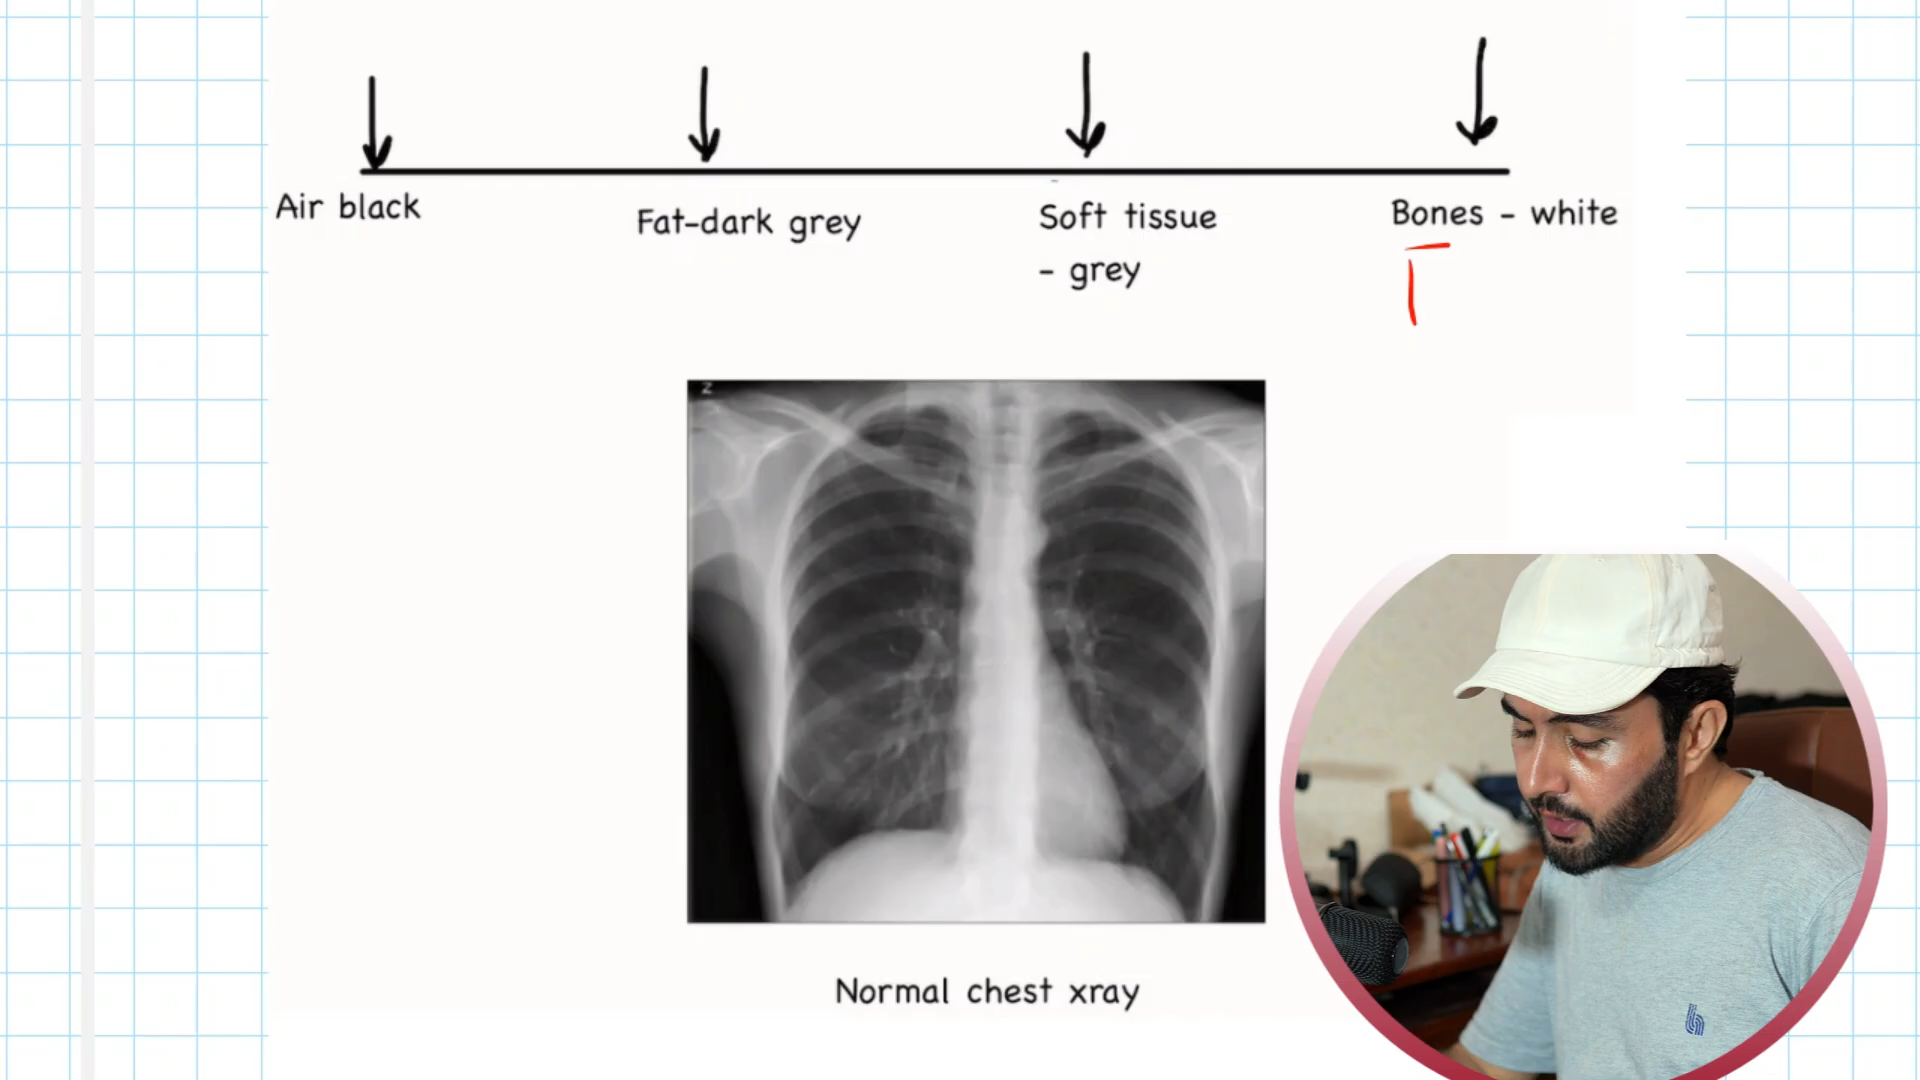 Air black
Fat-dark grey
Soft tissue
- grey
Bones - white
Z
Normal chest xray